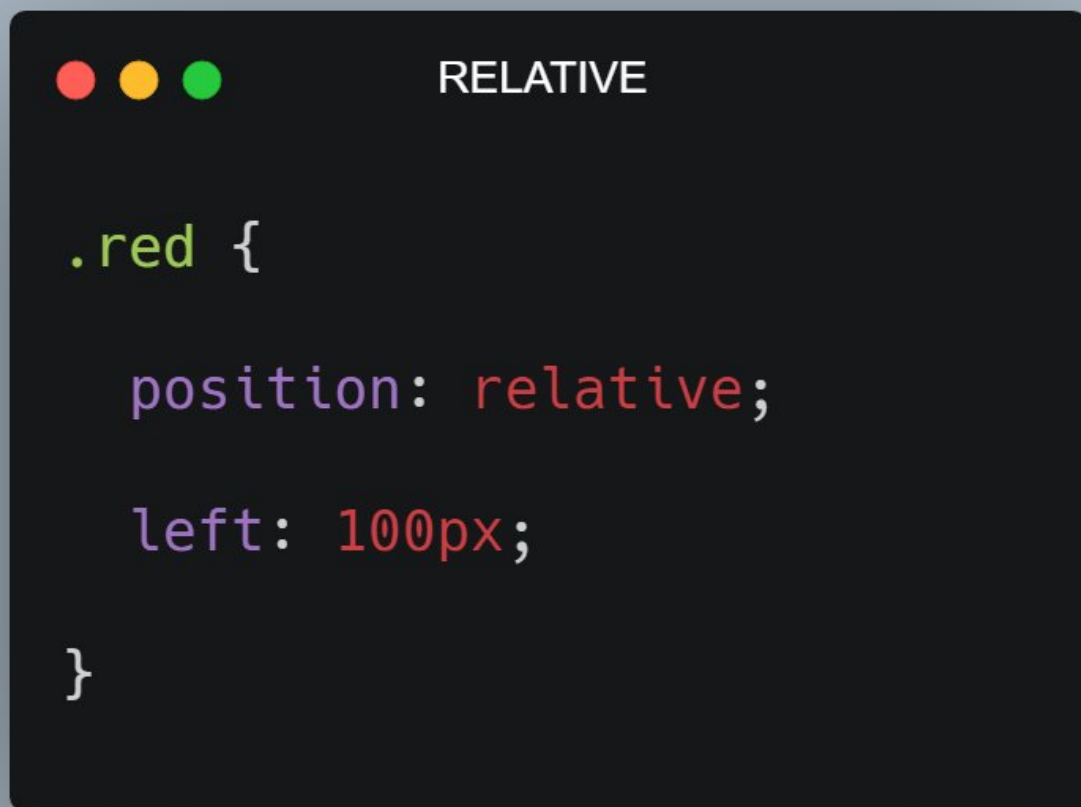 RELATIVE
.red {
position: relative;
left: 100px;
}